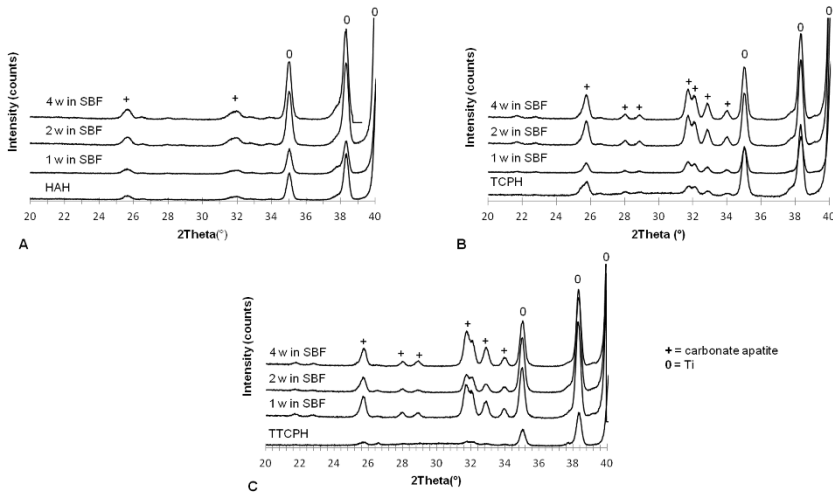 0
0
+
+
4 w in SBF
2 w in SBF
1 w in SBF
HAH
Intensity (counts)
20 22 24 26 28 30 32 34 36 38 40
2Theta(°)
A
0
0
0
+ + + + + + +
4 w in SBF
2 w in SBF
1 w in SBF
TCPH
Intensity (counts)
20 22 24 26 28 30 32 34 36 38 40
2Theta (°)
B
0
0
0
+ + + + + +
4 w in SBF
2 w in SBF
1 w in SBF
TTCPH
Intensity (counts)
20 22 24 26 28 30 32 34 36 38 40
2Theta(°)
C
+ = carbonate apatite
0 = Ti